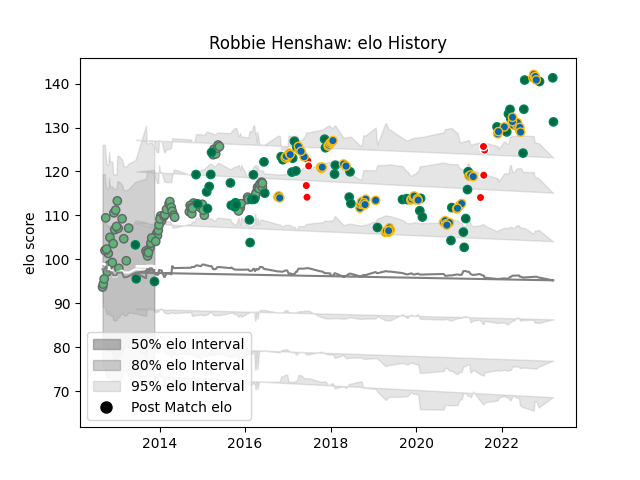 Robbie Henshaw: elo History
elo score
140
130
120
110
100
90
80
70
50% elo Interval
80% elo Interval
95% elo Interval
Post Match elo
2014 2016 2018 2020 2022